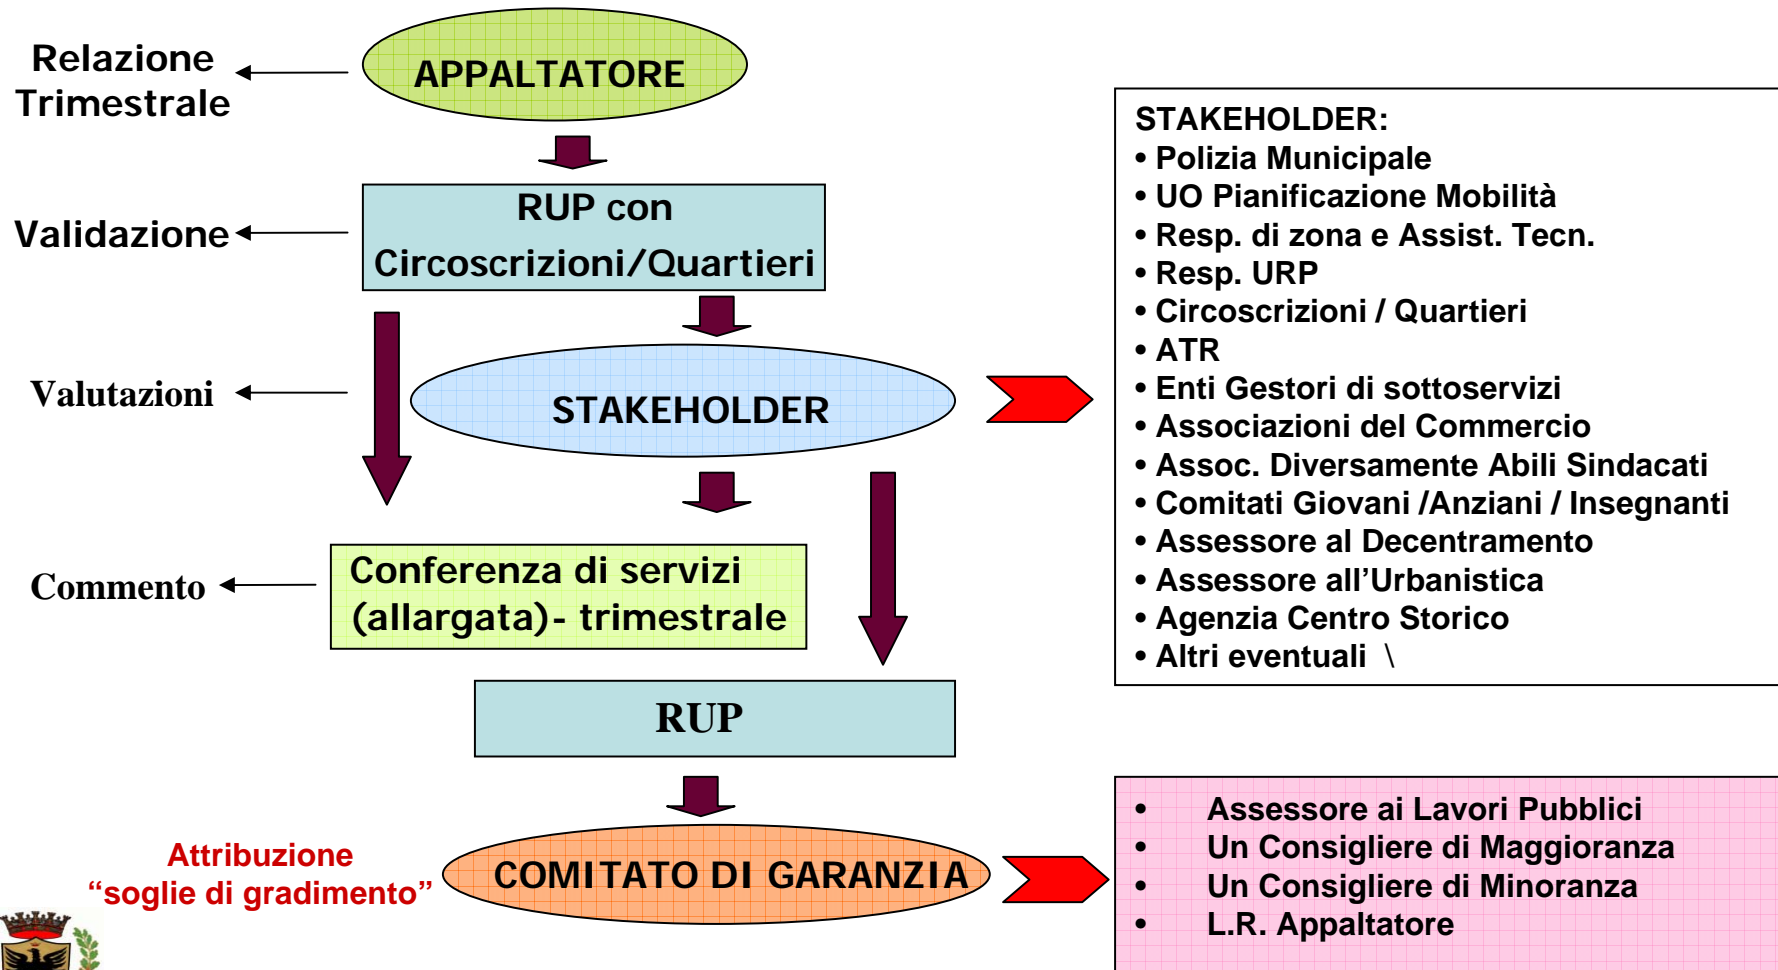 Relazione
Trimestrale
APPALTATORE
Validazione
RUP con
Circoscrizioni/Quartieri
Valutazioni
STAKEHOLDER
Commento
Conferenza di servizi
(allargata)- trimestrale
RUP
Attribuzione
“soglie di gradimento”
COMITATO DI GARANZIA
STAKEHOLDER:
• Polizia Municipale
• UO Pianificazione Mobilità
• Resp. di zona e Assist. Tecn.
• Resp. URP
• Circoscrizioni / Quartieri
• ATR
• Enti Gestori di sottoservizi
• Associazioni del Commercio
• Assoc. Diversamente Abili Sindacati
• Comitati Giovani /Anziani / Insegnanti
• Assessore al Decentramento
• Assessore all’Urbanistica
• Agenzia Centro Storico
• Altri eventuali \
• Assessore ai Lavori Pubblici
• Un Consigliere di Maggioranza
• Un Consigliere di Minoranza
• L.R. Appaltatore